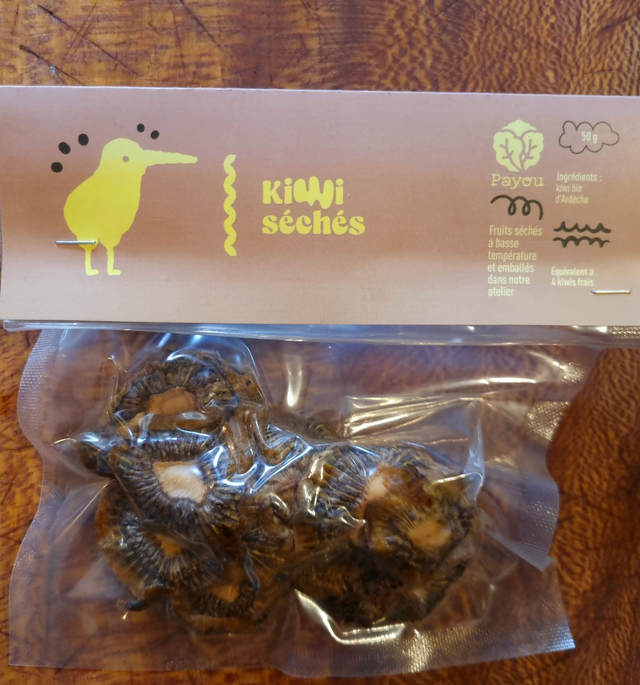 Kiwi
séchés
Payou
Fruits séchés
à basse
température
et emballés
dans notre
atelier
50 g
Ingrédients :
kiwi bio
d'Ardèche
Equivalent à
4 kiwis frais